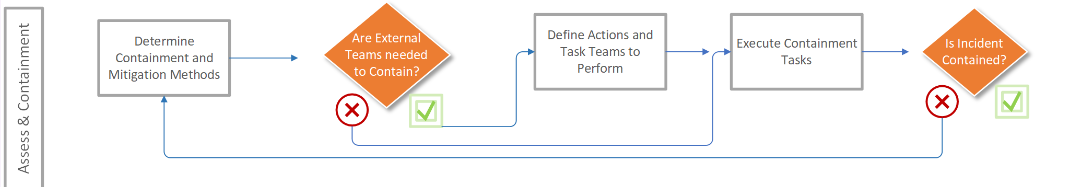 Assess & Containment
Determine
Containment and
Mitigation Methods
Are External
Teams needed
to Contain?
Define Actions and
Task Teams to
Perform
Execute Containment
Tasks
Is Incident
Contained?